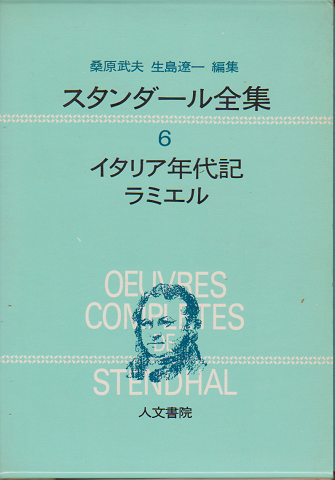 桑原武夫 生島遼一 編集
スタンダール全集
6
イタリア年代記
ラミエル
OEUVRES
COMPLETES
DE
STENDHAL
人文書院